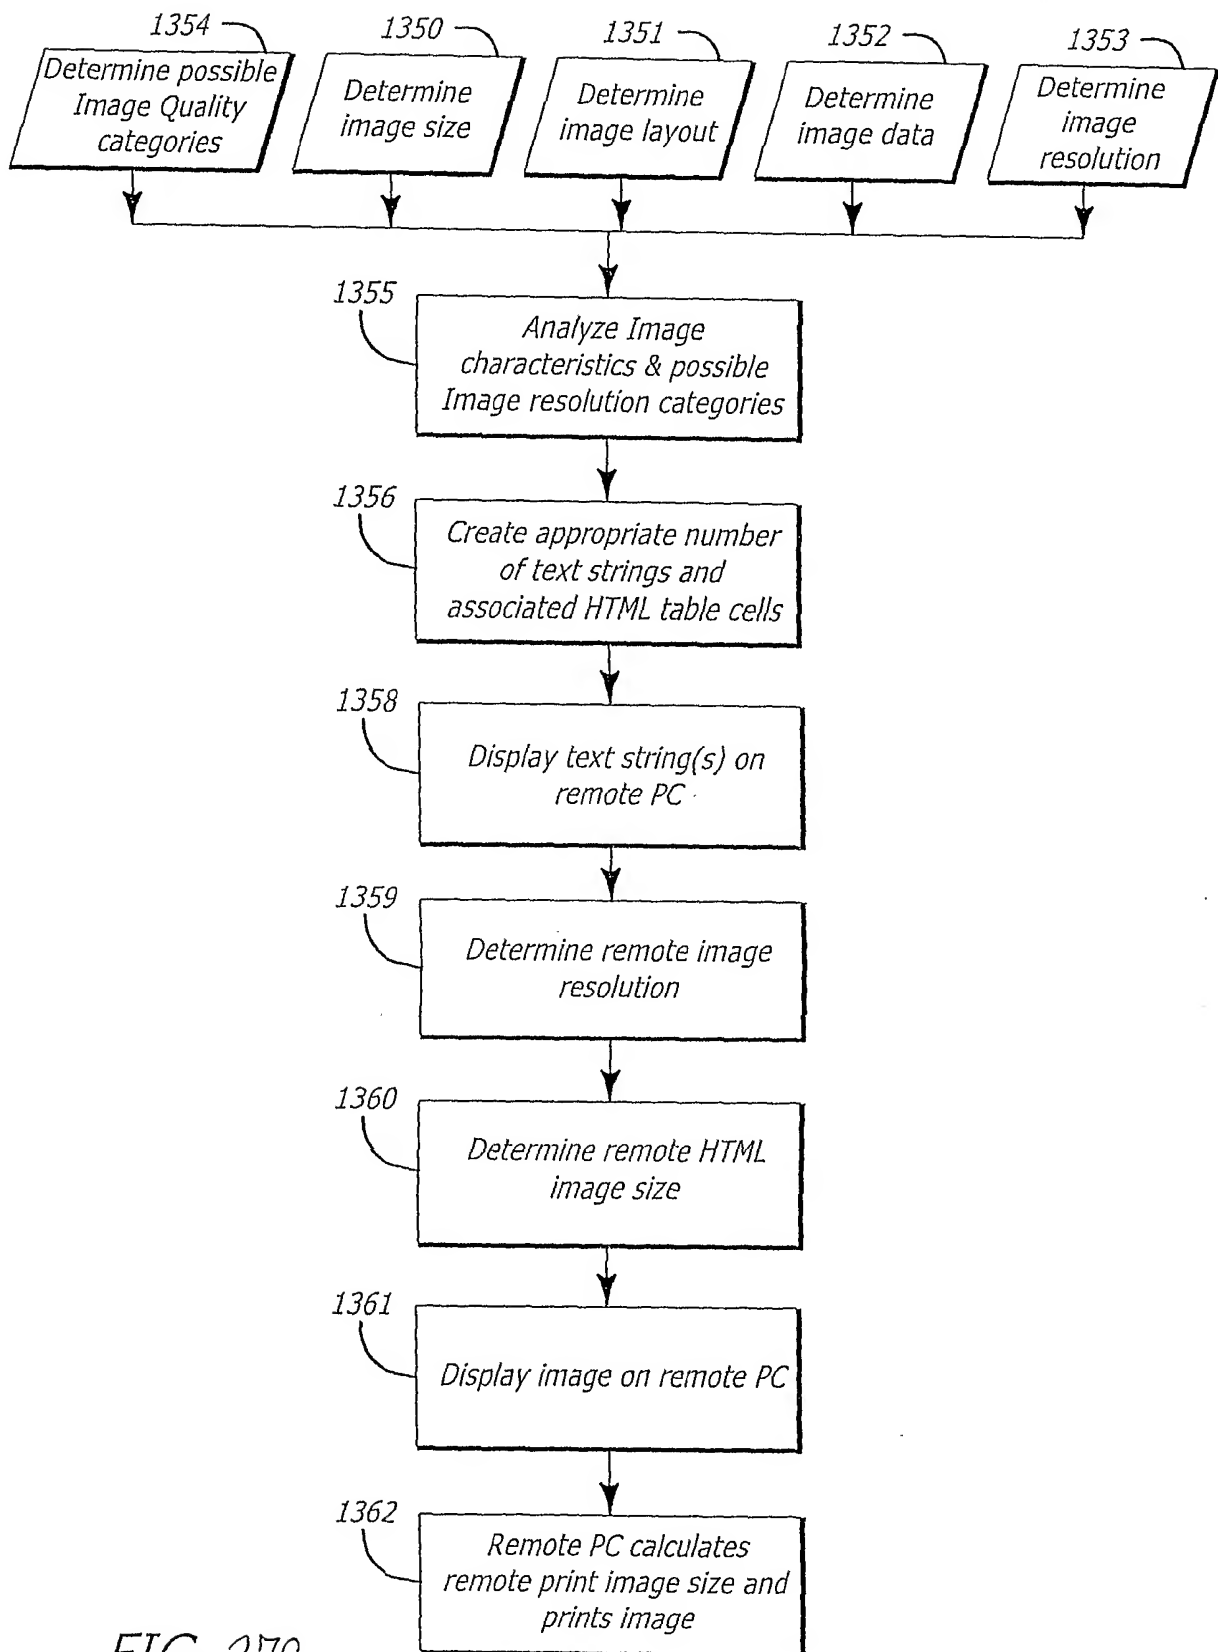 1354
Determine possible
Image Quality
categories
1350
Determine
image size
1351
Determine
image layout
1352
Determine
image data
1353
Determine
image
resolution
1355
Analyze Image
characteristics & possible
Image resolution categories
1356
Create appropriate number
of text strings and
associated HTML table cells
1358
Display text string(s) on
remote PC
1359
Determine remote image
resolution
1360
Determine remote HTML
image size
1361
Display image on remote PC
1362
Remote PC calculates
remote print image size and
prints image
FIG.